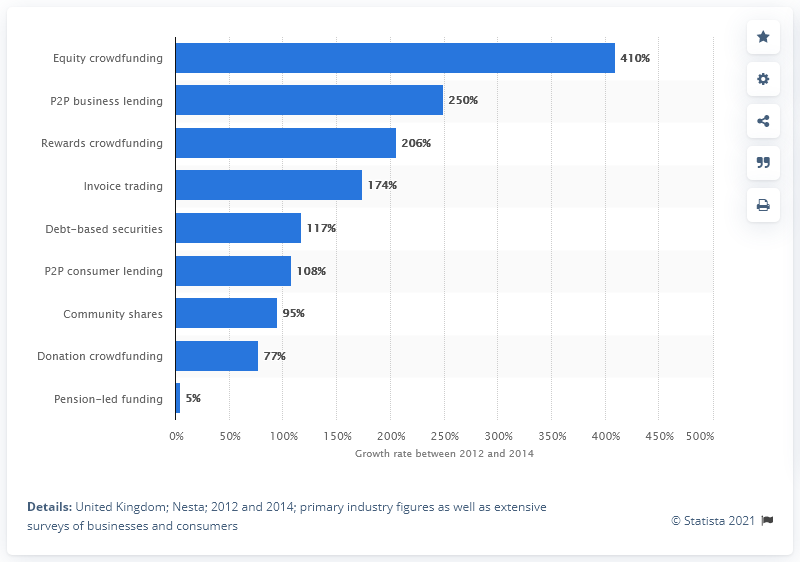 Equity crowdfunding 410%
P2P business lending 250%
Rewards crowdfunding 206%
Invoice trading 174%
Debt-based securities 117%
P2P consumer lending 108%
Community shares 95%
Donation crowdfunding 77%
Pension-led funding 5%
0% 50% 100% 150% 200% 250% 300% 350% 400% 450% 500%
Growth rate between 2012 and 2014
Details: United Kingdom; Nesta; 2012 and 2014; primary industry figures as well as extensive
surveys of businesses and consumers
© Statista 2021